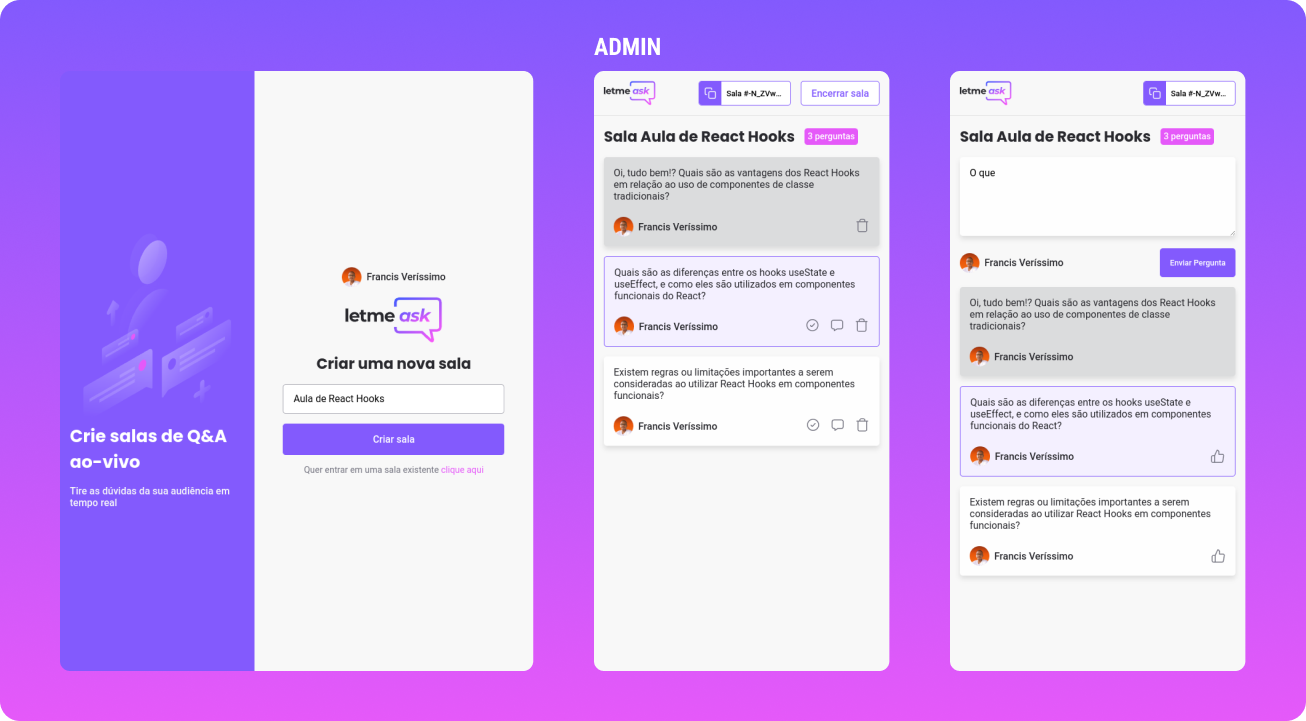 ADMIN
Crie salas de Q&A
ao-vivo
Tire as dúvidas da sua audiência em
tempo real
Francis Veríssimo
letme ask
Criar uma nova sala
Aula de React Hooks
Criar sala
Quer entrar em uma sala existente clique aqui
letme ask
Sala #-N_ZVw...
Encerrar sala
Sala Aula de React Hooks
3 perguntas
Oi, tudo bem!? Quais são as vantagens dos React Hooks
em relação ao uso de componentes de classe
tradicionais?
Francis Veríssimo
Quais são as diferenças entre os hooks useState e
useEffect, e como eles são utilizados em componentes
funcionais do React?
Francis Veríssimo
Existem regras ou limitações importantes a serem
consideradas ao utilizar React Hooks em componentes
funcionais?
Francis Veríssimo
letme ask
Sala #-N_ZVw...
Sala Aula de React Hooks
3 perguntas
O que
Francis Veríssimo
Enviar Pergunta
Oi, tudo bem!? Quais são as vantagens dos React Hooks
em relação ao uso de componentes de classe
tradicionais?
Francis Veríssimo
Quais são as diferenças entre os hooks useState e
useEffect, e como eles são utilizados em componentes
funcionais do React?
Francis Veríssimo
Existem regras ou limitações importantes a serem
consideradas ao utilizar React Hooks em componentes
funcionais?
Francis Veríssimo